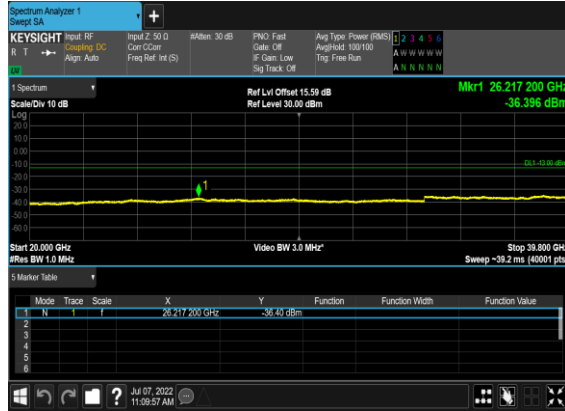 Spectrum Analyzer 1
Swept SA
KEYSIGHT Input: RF Input Z: 50 Ω #Atten: 30 dB PNO: Fast Avg Type: Power (RMS) 1 2 3 4 5 6
R T Coupling: DC Corr CCorr Gate: Off Avg|Hold: 100/100 A W W W W W
Align: Auto Freq Ref: Int (S) IF Gain: Low Trig: Free Run
Sig Track: Off A N N N N N
1 Spectrum Ref Lvl Offset 15.59 dB Mkr1 26.217 200 GHz
Scale/Div 10 dB Ref Level 30.00 dBm -36.396 dBm
Log
20.0
10.0
0.00
-10.0 DL1 -13.00 dBm
-20.0
-30.0 1
-40.0
-50.0
-60.0
Start 20.000 GHz Video BW 3.0 MHz* Stop 39.800 GHz
#Res BW 1.0 MHz Sweep ~39.2 ms (40001 pts)
5 Marker Table
Mode Trace Scale X Y Function Function Width Function Value
1 N 1 f 26.217 200 GHz -36.40 dBm
2
3
4
5
6
? Jul 07, 2022
11:09:57 AM